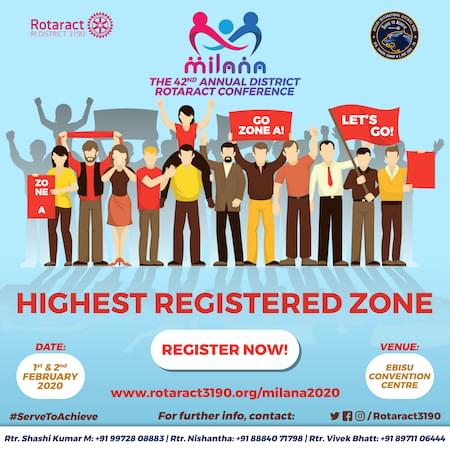 Rotaract
RI DISTRICT 3190
milana
THE 42ND ANNUAL DISTRICT
ROTARACT CONFERENCE
GO
ZONE A!
LET'S
GO!
ZO
NE
A
HIGHEST REGISTERED ZONE
DATE:
1st & 2nd
FEBRUARY
2020
REGISTER NOW!
VENUE:
EBISU
CONVENTION
CENTRE
www.rotaract3190.org/milana2020
#ServeToAchieve
For further info, contact:
/Rotaract3190
Rtr. Shashi Kumar M: +91 99728 08883 | Rtr. Nishantha: +91 88840 71798 | Rtr. Vivek Bhatt: +91 89711 06444